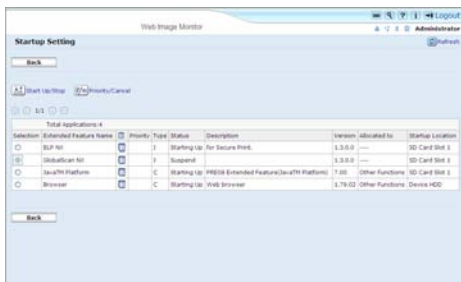 Logout
Web Image Monitor
Administrator
Startup Setting
Refresh
Back
Start Up/Stop Priority/Cancel
1/1
Total Applications:4
Selection Extended Feature Name Priority Type Status Description Version Allocated to Startup Location
ELP NX J Starting Up for Secure Print. 1.3.0.0 ---- SD Card Slot 1
GlobalScan NX J Suspend 1.3.0.0 ---- SD Card Slot 1
JavaTM Platform C Starting Up Extended Feature(JavaTM Platform) 7.00 Other Functions SD Card Slot 1
Browser C Starting Up Web browser 1.79.02 Other Functions Device HDD
Back